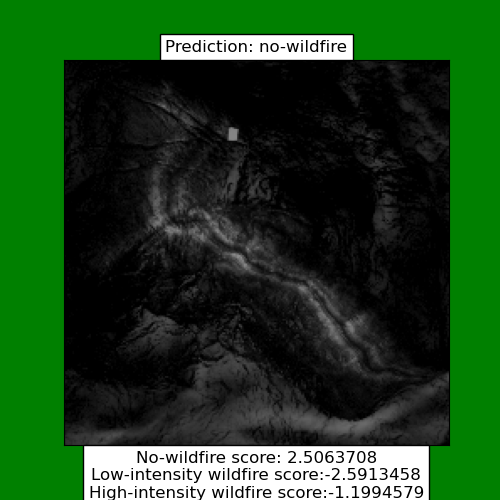 Prediction: no-wildfire
No-wildfire score: 2.5063708
Low-intensity wildfire score:-2.5913458
High-intensity wildfire score:-1.1994579